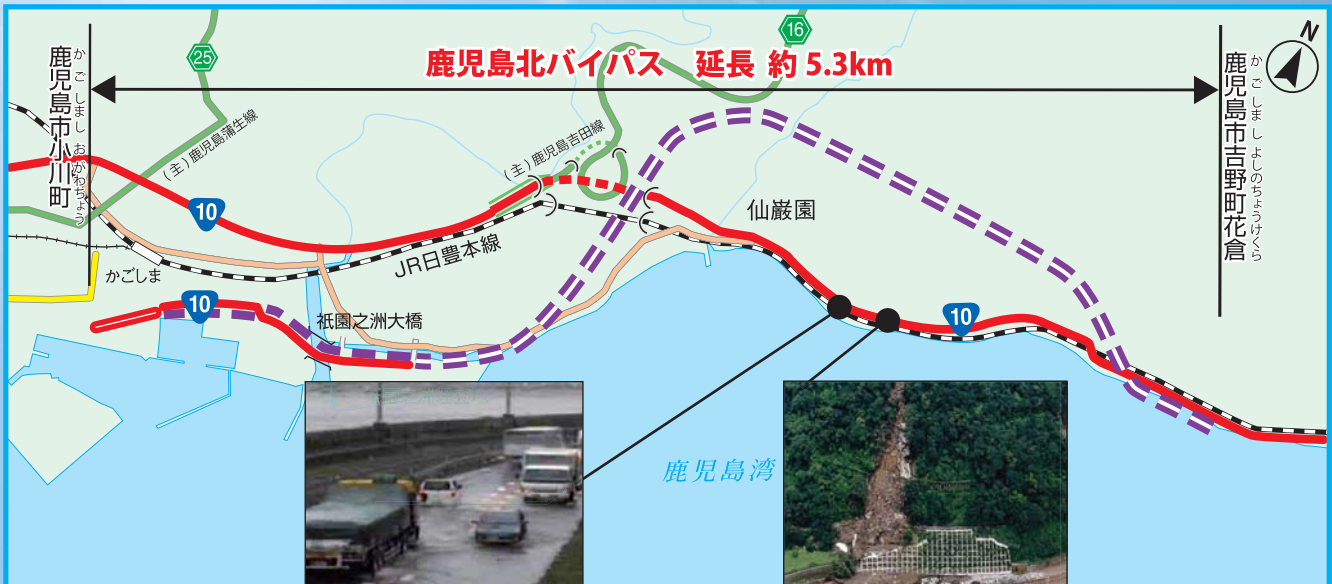 鹿児島北バイパス 延長 約5.3km
25
16
N
鹿児島市小川町
かごしまし おがわちょう
鹿児島市吉野町花倉
かごしまし よしのちょうけくら
(主)鹿児島蒲生線
(主)鹿児島吉田線
10
仙巌園
JR日豊本線
かごしま
10
祇園之洲大橋
10
鹿児島湾